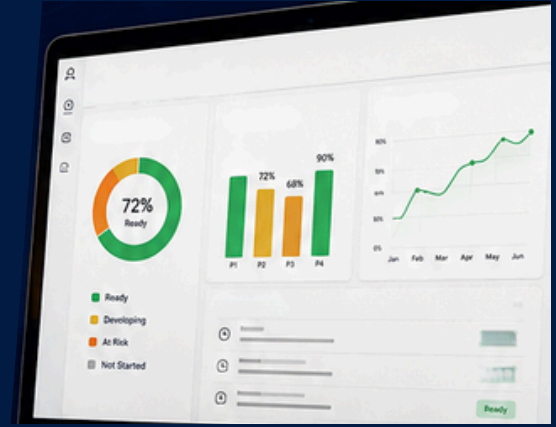 72%
Ready
Ready
Developing
At Risk
Not Started
72%
68%
90%
P1
P2
P3
P4
Jan
Feb
Mar
Apr
May
Jun
Ready